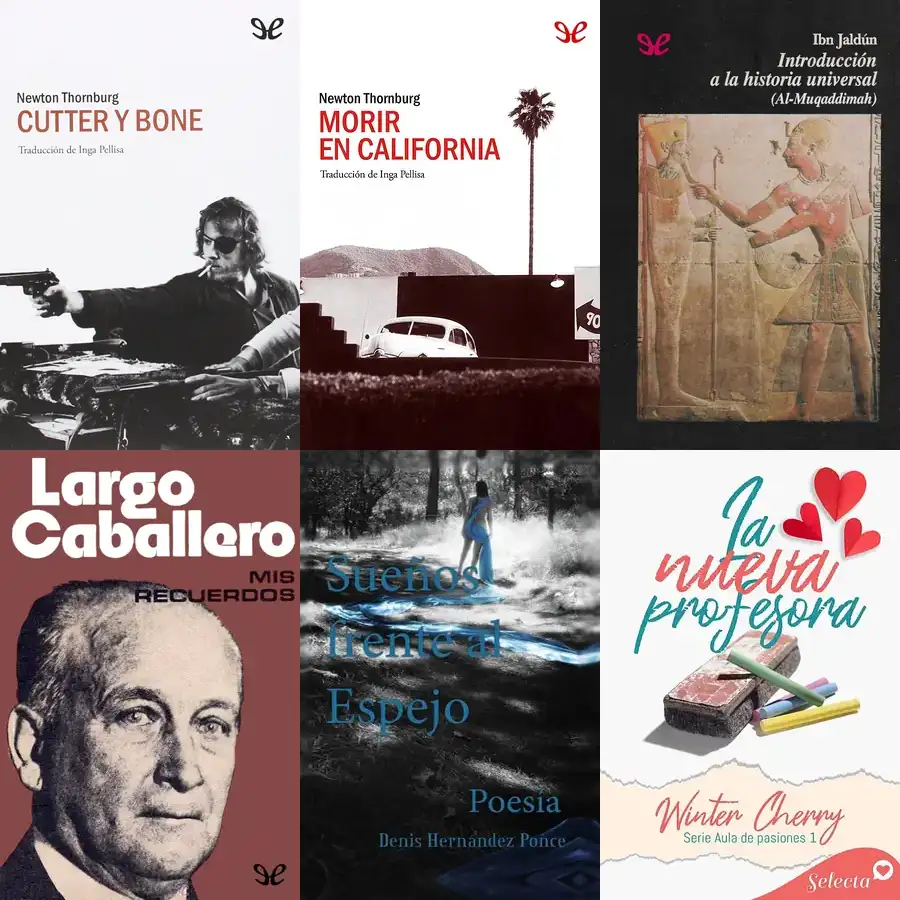 Newton Thornburg
CUTTER Y BONE
Traducción de Inga Pellisa
Newton Thornburg
MORIR
EN CALIFORNIA
Traducción de Inga Pellisa
90
Ibn Jaldún
Introducción
a la historia universal
(Al-Muqaddimah)
Largo
Caballero
MIS
RECUERDOS
Sueños
frente al
Espejo
Poesía
Denis Hernández Ponce
La
nueva
profesora
Winter Cherry
Serie Aula de pasiones 1
Selecta